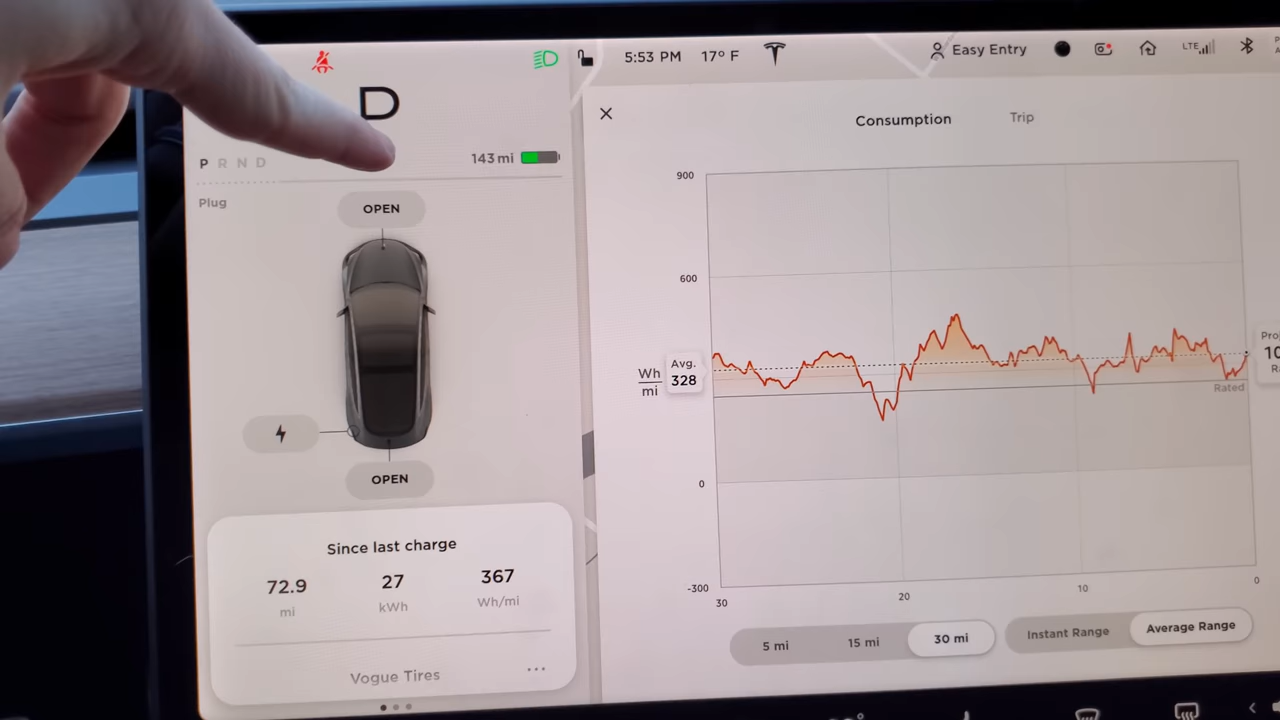 5:53 PM 17° F
Easy Entry
LTE
D
P R N D
143 mi
Plug
OPEN
OPEN
Since last charge
72.9 27 367
mi kWh Wh/mi
Vogue Tires ...
Consumption Trip
900
600
0
-300
Wh
mi
Avg.
328
Rated
30 20 10 0
5 mi 15 mi 30 mi Instant Range Average Range